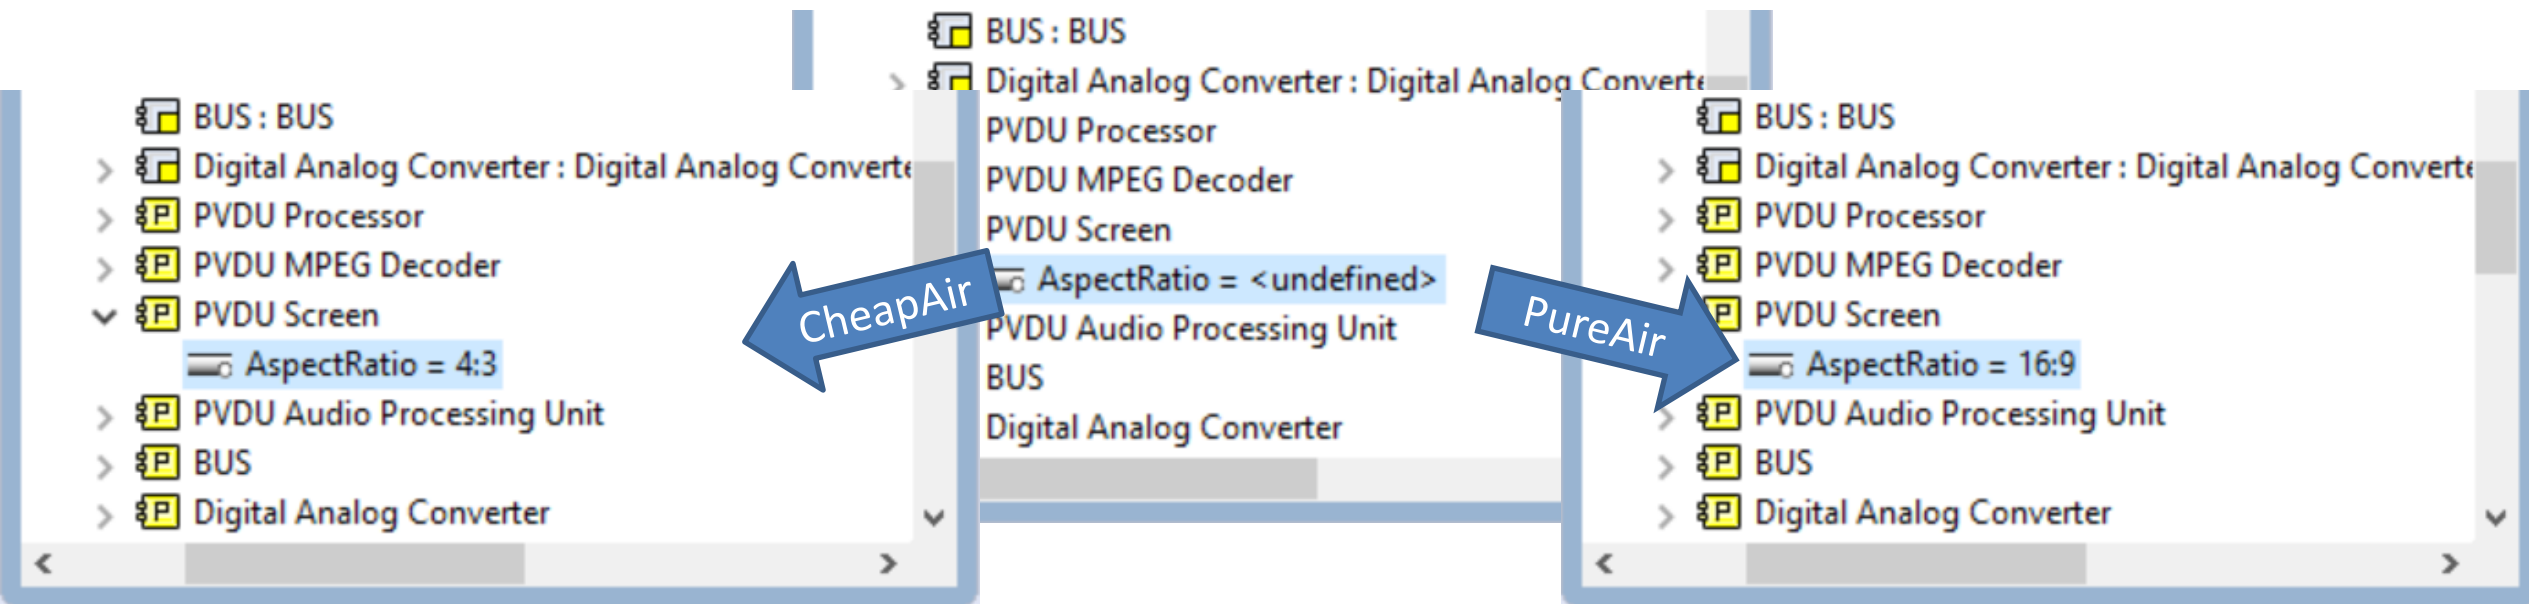 BUS : BUS
Digital Analog Converter : Digital Analog Converte
PVDU Processor
PVDU MPEG Decoder
PVDU Screen
AspectRatio = 4:3
PVDU Audio Processing Unit
BUS
Digital Analog Converter
CheapAir
BUS : BUS
Digital Analog Converter : Digital Analog Converte
PVDU Processor
PVDU MPEG Decoder
PVDU Screen
AspectRatio = <undefined>
PVDU Audio Processing Unit
BUS
Digital Analog Converter
PureAir
BUS : BUS
Digital Analog Converter : Digital Analog Converte
PVDU Processor
PVDU MPEG Decoder
PVDU Screen
AspectRatio = 16:9
PVDU Audio Processing Unit
BUS
Digital Analog Converter